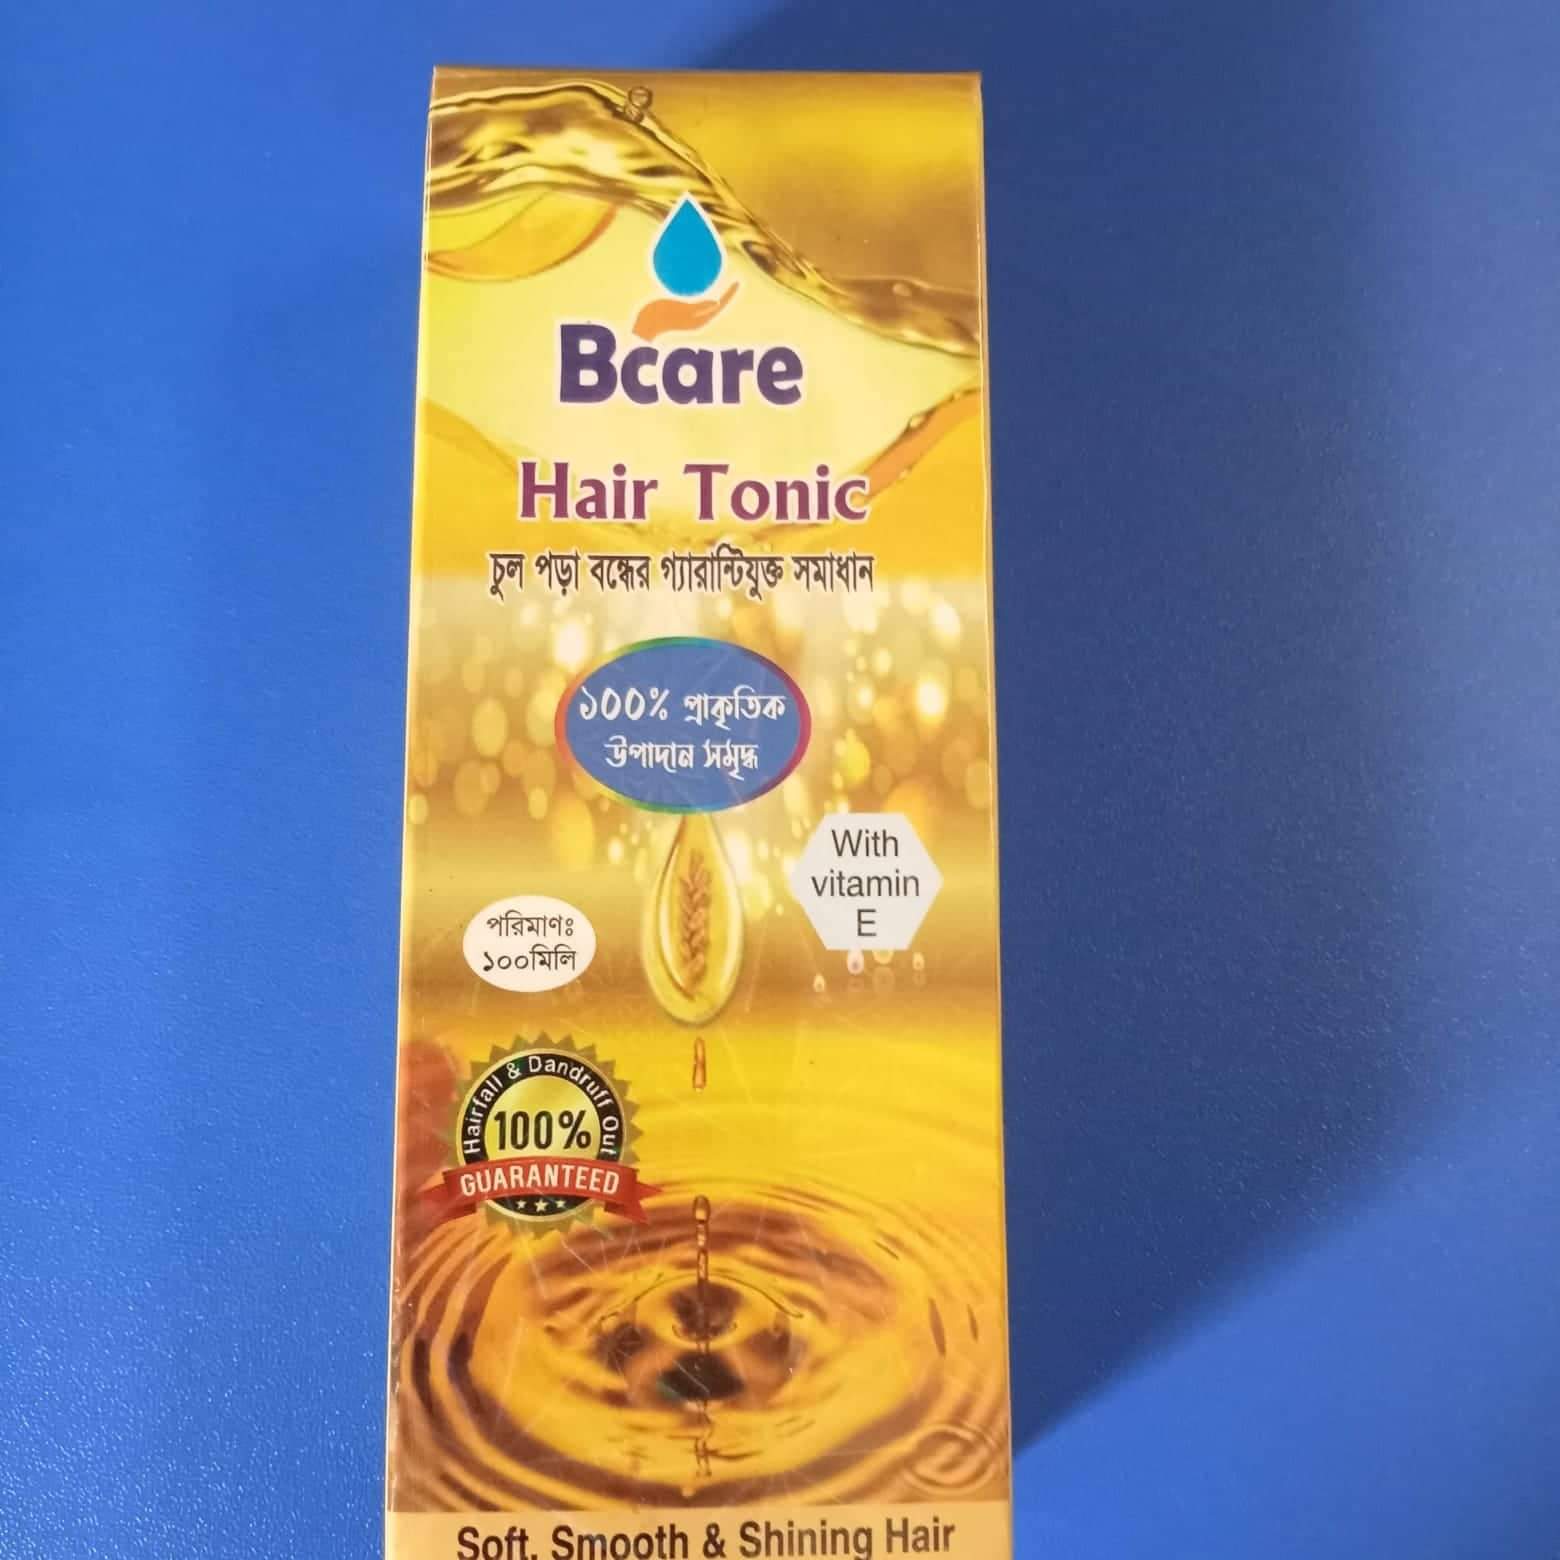 Bcare
Hair Tonic
চুল পড়া বন্ধের গ্যারান্টিযুক্ত সমাধান
১০০% প্রাকৃতিক
উপাদান সমৃদ্ধ
With
vitamin
E
পরিমাণঃ
১০০মিলি
Hairfall & Dandruff Out
100%
GUARANTEED
Soft, Smooth & Shining Hair